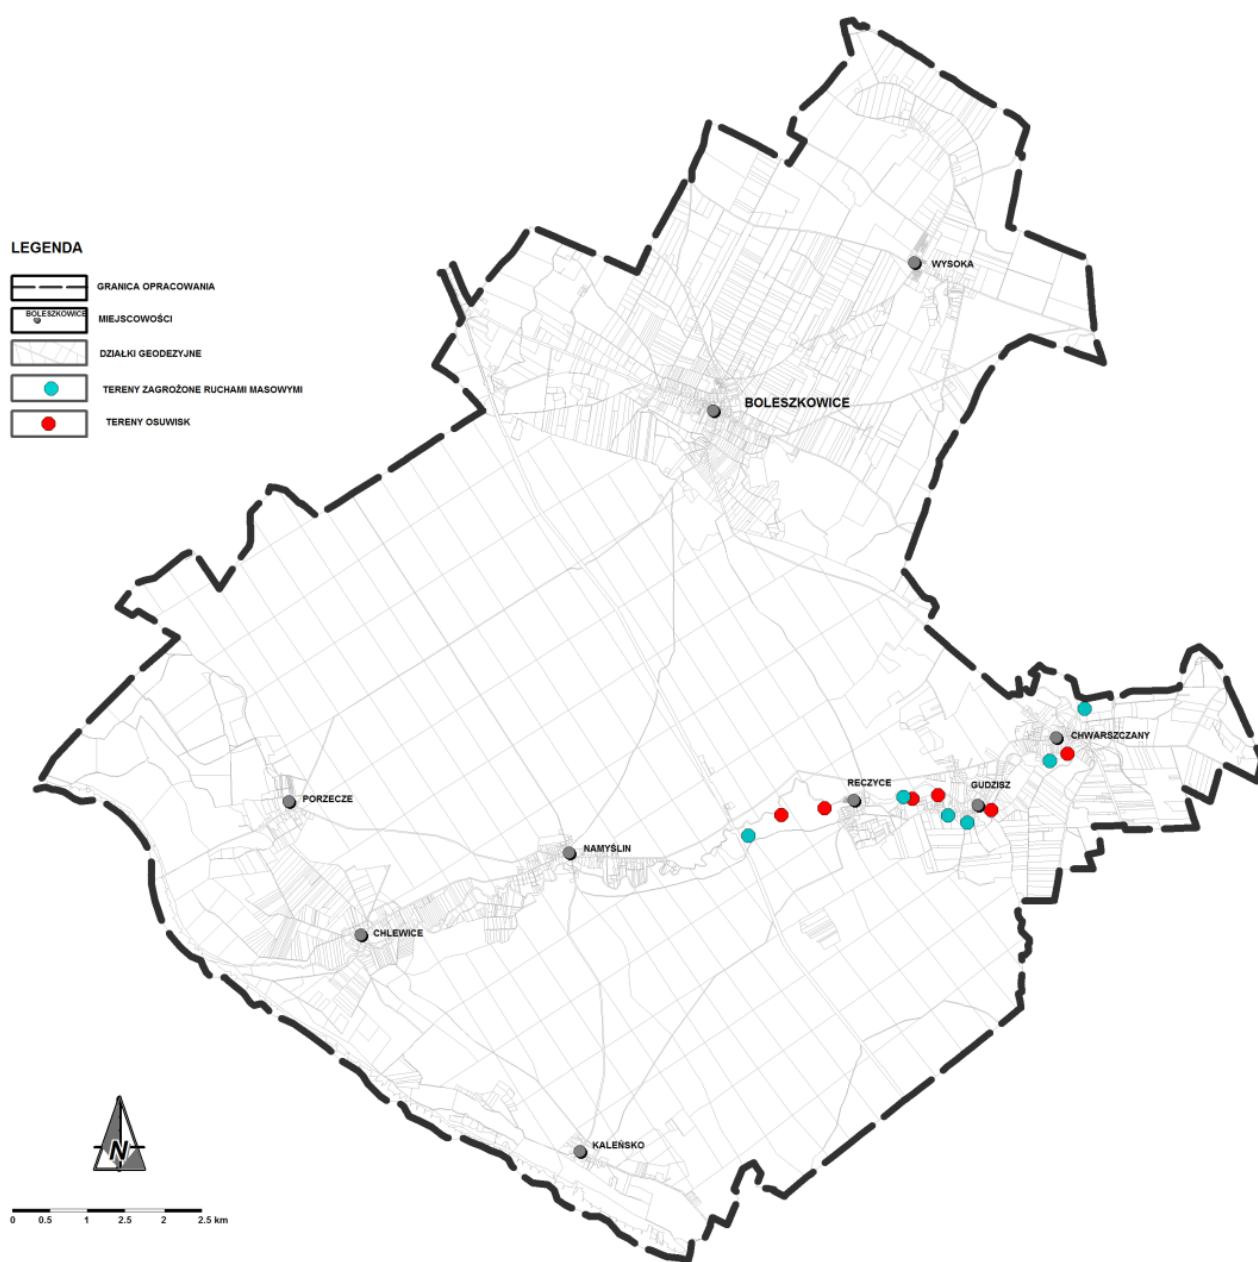 LEGENDA
GRANICA OPRACOWANIA
BOLESZKOWICE
MIEJSCOWOŚCI
DZIAŁKI GEODEZYJNE
TERENY ZAGROŻONE RUCHAMI MASOWYMI
TERENY OSUWISK
WYSOKA
BOLESZKOWICE
CHWARSZCZANY
RECZYCE
GUDZISZ
PORZECZE
NAMYŚLIN
CHLEWICE
KALEŃSKO
N
0 0.5 1 2.5 2 2.5 km